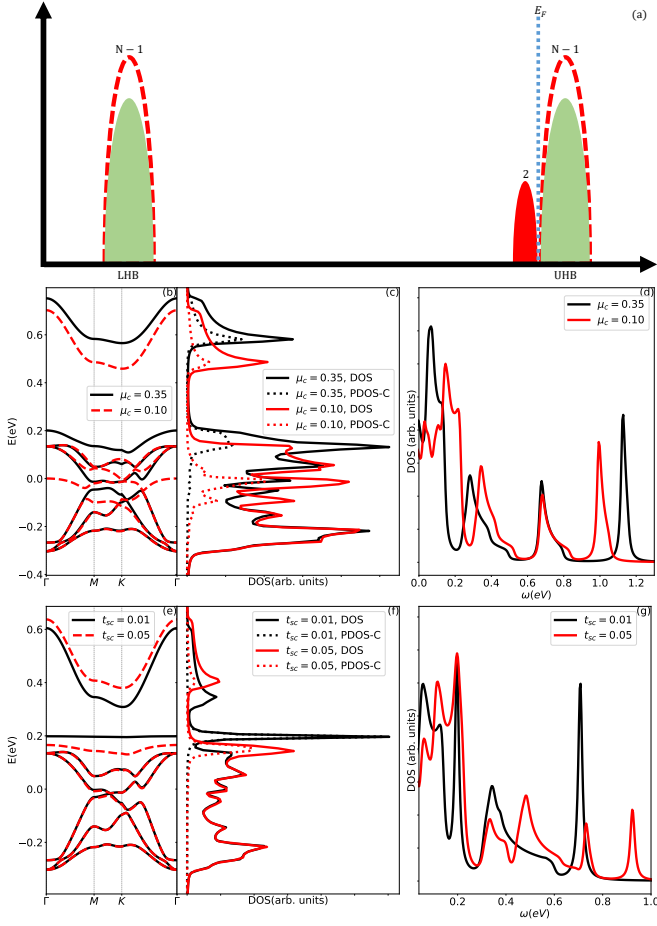 (a)
E_F
N − 1
N − 1
2
LHB
UHB
(b)
(c)
(d)
μ_c = 0.35
μ_c = 0.10
μ_c = 0.35, DOS
μ_c = 0.35, PDOS-C
μ_c = 0.10, DOS
μ_c = 0.10, PDOS-C
μ_c = 0.35
μ_c = 0.10
E(eV)
0.6
0.4
0.2
0.0
−0.2
−0.4
Γ
M
K
Γ
DOS(arb. units)
DOS (arb. units)
0.0
0.2
0.4
0.6
0.8
1.0
1.2
ω(eV)
(e)
(f)
(g)
t_sc = 0.01
t_sc = 0.05
t_sc = 0.01, DOS
t_sc = 0.01, PDOS-C
t_sc = 0.05, DOS
t_sc = 0.05, PDOS-C
t_sc = 0.01
t_sc = 0.05
E(eV)
0.6
0.4
0.2
0.0
−0.2
Γ
M
K
Γ
DOS(arb. units)
DOS (arb. units)
0.2
0.4
0.6
0.8
1.0
ω(eV)